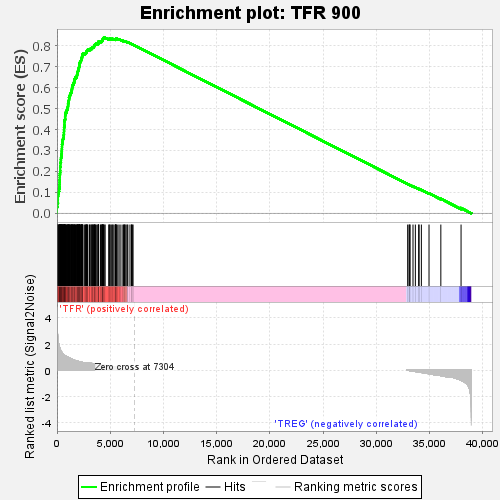 Enrichment plot: TFR 900
Enrichment score (ES)
0.8
0.7
0.6
0.5
0.4
0.3
0.2
0.1
0.0
Ranked list metric (Signal2Noise)
4
2
0
-2
-4
'TFR' (positively correlated)
Zero cross at 7304
'TREG' (negatively correlated)
0
5,000
10,000
15,000
20,000
25,000
30,000
35,000
40,000
Rank in Ordered Dataset
Enrichment profile
Hits
Ranking metric scores